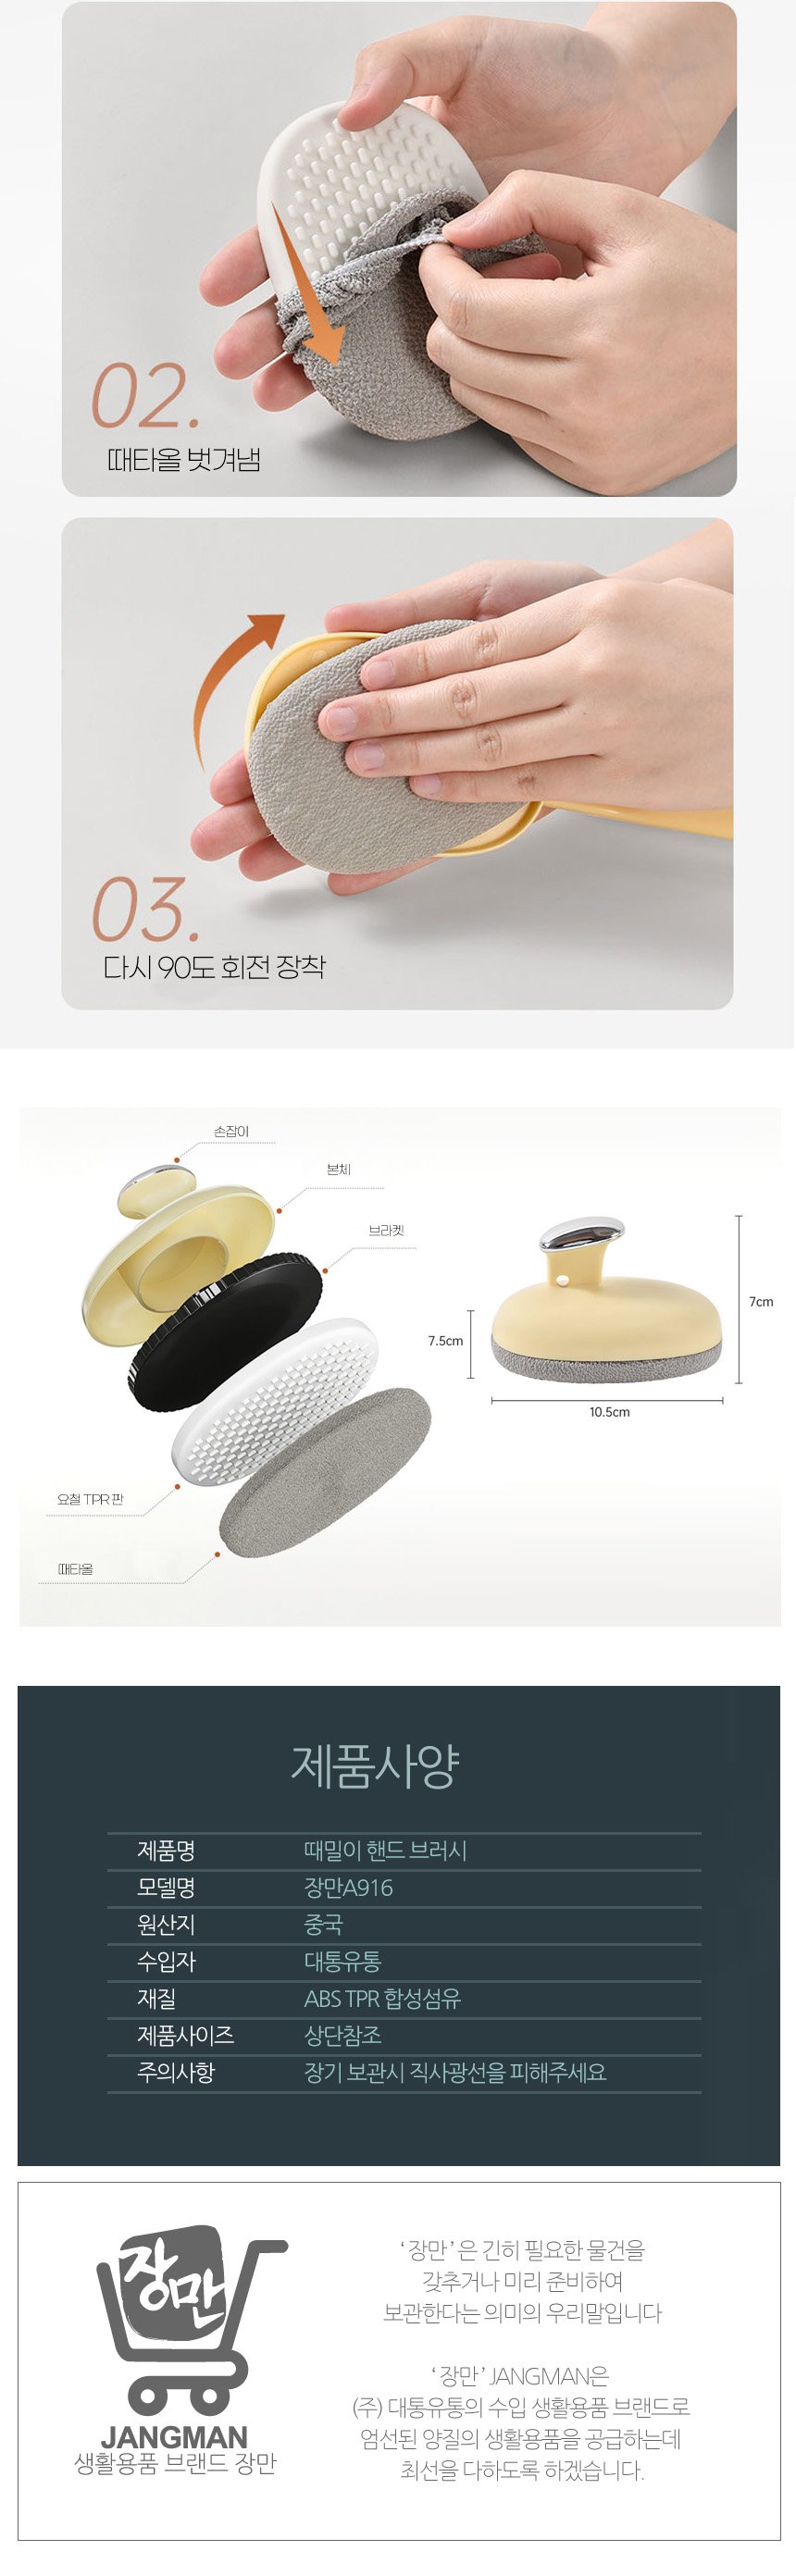 02.
때타올 벗겨냄
03.
다시 90도 회전 장착
손잡이
본체
브라켓
요철 TPR 판
때타올
7cm
7.5cm
10.5cm
제품사양
제품명 때밀이 핸드 브러시
모델명 장만A916
원산지 중국
수입자 대통유통
재질 ABS TPR 합성섬유
제품사이즈 상단참조
주의사항 장기 보관시 직사광선을 피해주세요
장만
JANGMAN
생활용품 브랜드 장만
‘장만’은 긴히 필요한 물건을
갖추거나 미리 준비하여
보관한다는 의미의 우리말입니다
‘장만’JANGMAN은
(주) 대통유통의 수입 생활용품 브랜드로
엄선된 양질의 생활용품을 공급하는데
최선을 다하도록 하겠습니다.